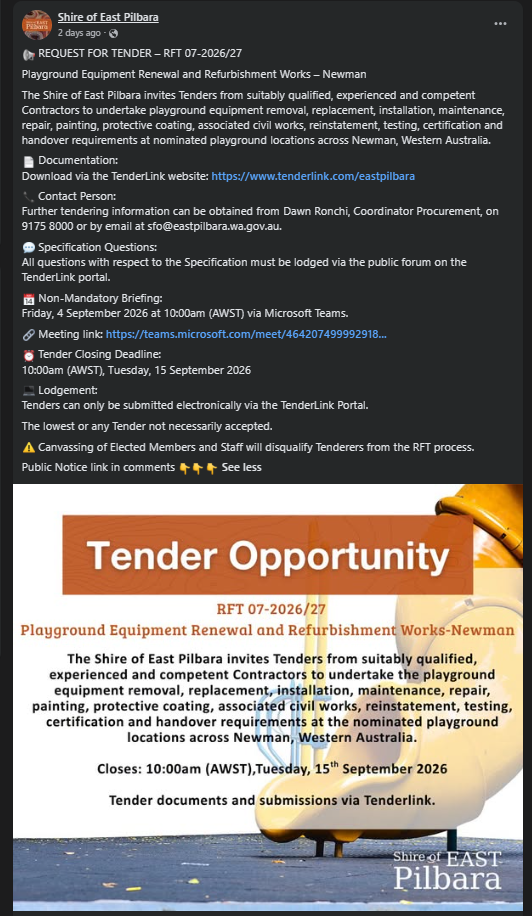 Shire of East Pilbara
2 days ago ·
REQUEST FOR TENDER – RFT 07-2026/27
Playground Equipment Renewal and Refurbishment Works – Newman
The Shire of East Pilbara invites Tenders from suitably qualified, experienced and competent
Contractors to undertake playground equipment removal, replacement, installation, maintenance,
repair, painting, protective coating, associated civil works, reinstatement, testing, certification and
handover requirements at nominated playground locations across Newman, Western Australia.
Documentation:
Download via the TenderLink website: https://www.tenderlink.com/eastpilbara
Contact Person:
Further tendering information can be obtained from Dawn Ronchi, Coordinator Procurement, on
9175 8000 or by email at sfo@eastpilbara.wa.gov.au.
Specification Questions:
All questions with respect to the Specification must be lodged via the public forum on the
TenderLink portal.
Non-Mandatory Briefing:
Friday, 4 September 2026 at 10:00am (AWST) via Microsoft Teams.
Meeting link: https://teams.microsoft.com/meet/464207499992918...
Tender Closing Deadline:
10:00am (AWST), Tuesday, 15 September 2026
Lodgement:
Tenders can only be submitted electronically via the TenderLink Portal.
The lowest or any Tender not necessarily accepted.
Canvassing of Elected Members and Staff will disqualify Tenderers from the RFT process.
Public Notice link in comments 👇👇👇 See less
Tender Opportunity
RFT 07-2026/27
Playground Equipment Renewal and Refurbishment Works-Newman
The Shire of East Pilbara invites Tenders from suitably qualified,
experienced and competent Contractors to undertake the playground
equipment removal, replacement, installation, maintenance, repair,
painting, protective coating, associated civil works, reinstatement, testing,
certification and handover requirements at the nominated playground
locations across Newman, Western Australia.
Closes: 10:00am (AWST),Tuesday, 15th September 2026
Tender documents and submissions via Tenderlink.
Shire of EAST
Pilbara